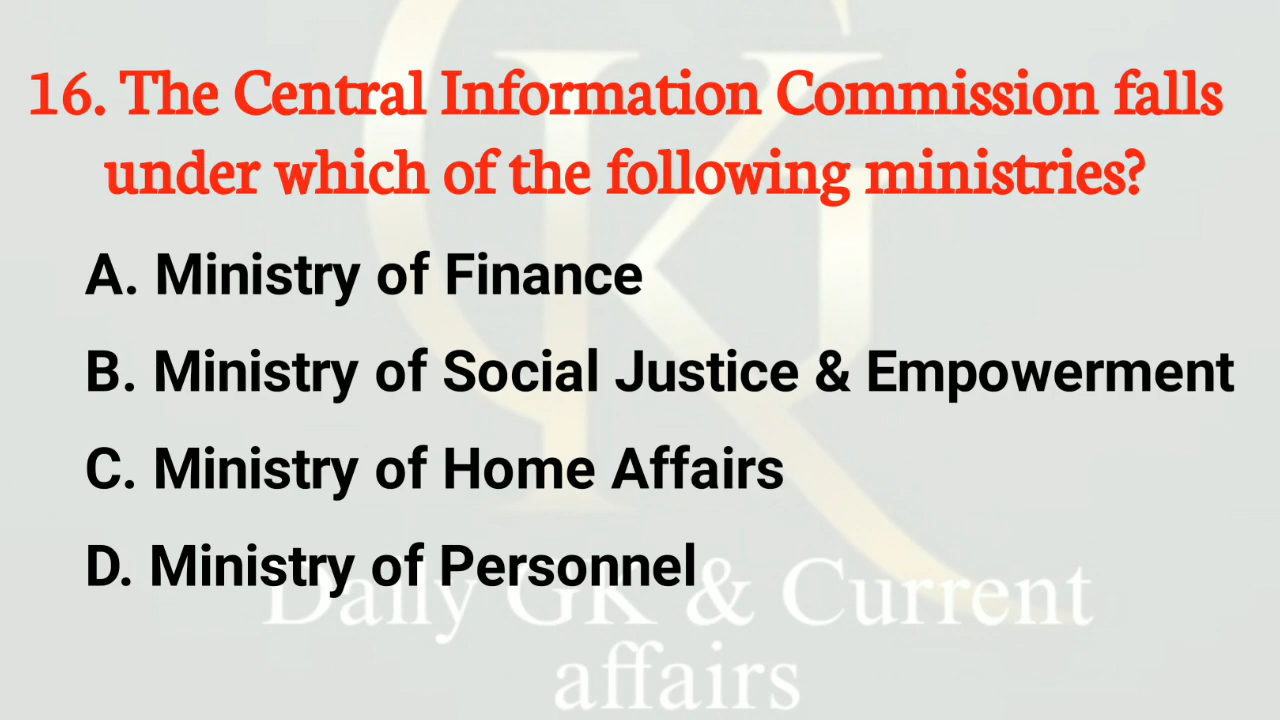 16. The Central Information Commission falls
under which of the following ministries?
A. Ministry of Finance
B. Ministry of Social Justice & Empowerment
C. Ministry of Home Affairs
D. Ministry of Personnel
Daily GK & Current
affairs